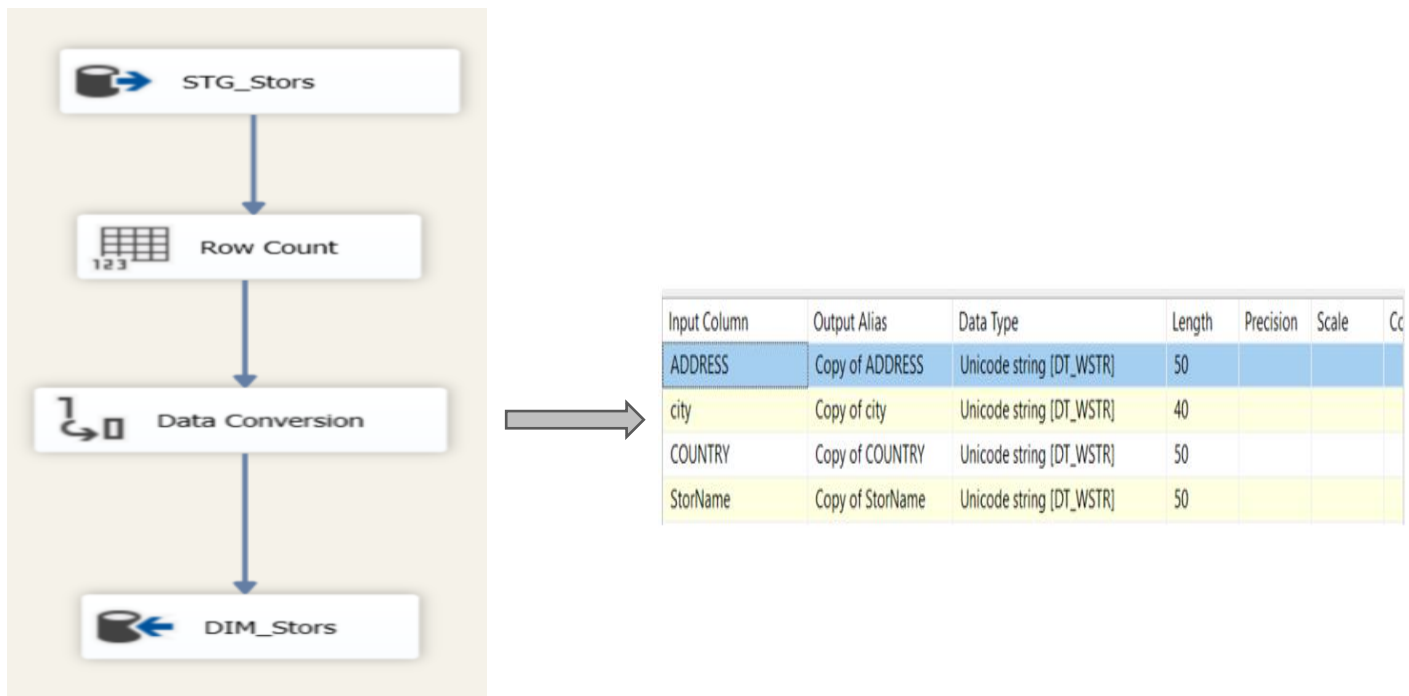 STG_Stors
Row Count
123
Data Conversion
DIM_Stors
Input Column Output Alias Data Type Length Precision Scale
ADDRESS Copy of ADDRESS Unicode string [DT_WSTR] 50
city Copy of city Unicode string [DT_WSTR] 40
COUNTRY Copy of COUNTRY Unicode string [DT_WSTR] 50
StorName Copy of StorName Unicode string [DT_WSTR] 50